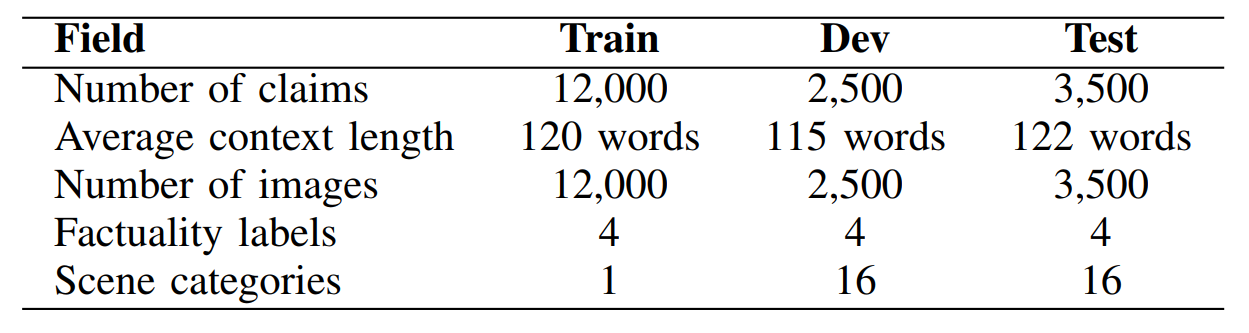 Field Train Dev Test
Number of claims 12,000 2,500 3,500
Average context length 120 words 115 words 122 words
Number of images 12,000 2,500 3,500
Factuality labels 4 4 4
Scene categories 1 16 16